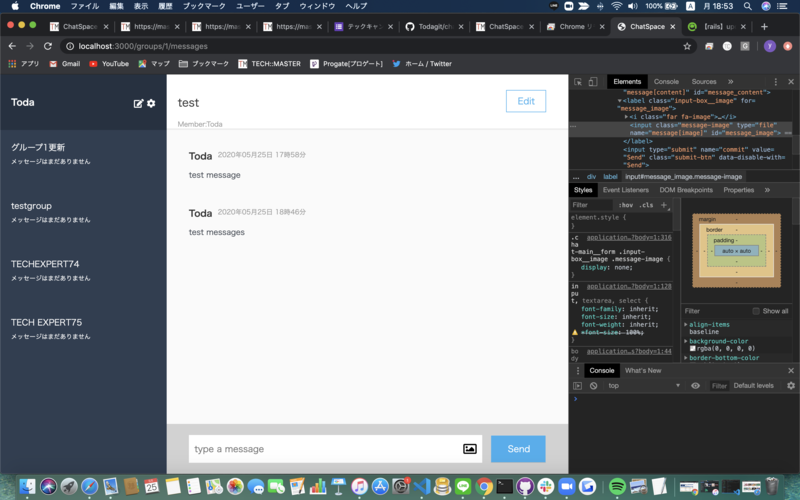 Chrome ファイル 編集 表示 履歴 ブックマーク ユーザー タブ ウィンドウ ヘルプ 100% A 月 18:53
ChatSpace × https://ma × https://ma × https://ma × テックキャン × Todagit/ch × ChatSpace × Chrome リ × ChatSpace × 【rails】up ×
localhost:3000/groups/1/messages
アプリ Gmail YouTube マップ ブックマーク TECH::MASTER Progate(プロゲート) ホーム / Twitter
Toda
グループ1更新
メッセージはまだありません
testgroup
メッセージはまだありません
TECHEXPERT74
メッセージはまだありません
TECH EXPERT75
メッセージはまだありません
test
Edit
Member:Toda
Toda 2020年05月25日 17時58分
test message
Toda 2020年05月25日 18時46分
test messages
type a message
Send
Elements Console Sources »
"message[content]" id="message_content">
▼<label class="input-box__image" for=
"message_image">
▶<i class="far fa-image">…</i>
<input class="message-image" type="file"
name="message[image]" id="message_image"> ==
</label>
<input type="submit" name="commit" value=
"Send" class="submit-btn" data-disable-with=
"Send">
... div label input#message_image.message-image
Styles Event Listeners DOM Breakpoints Properties »
Filter :hov .cls +
element.style {
}
.c application…?body=1:316
ha
t-main__form .input-
box__image .message-image {
display: none;
}
in application…?body=1:128
pu
t, textarea, select {
font-family: inherit;
font-size: inherit;
font-weight: inherit;
*font-size: 100%;
}
bo application…s?body=1:44
margin -
border -
padding -
auto × auto
Filter Show all
▶ align-items
baseline
▶ background-color
rgba(0, 0, 0, 0)
▶ border-bottom-color
Console What's New
top Filter Default levels